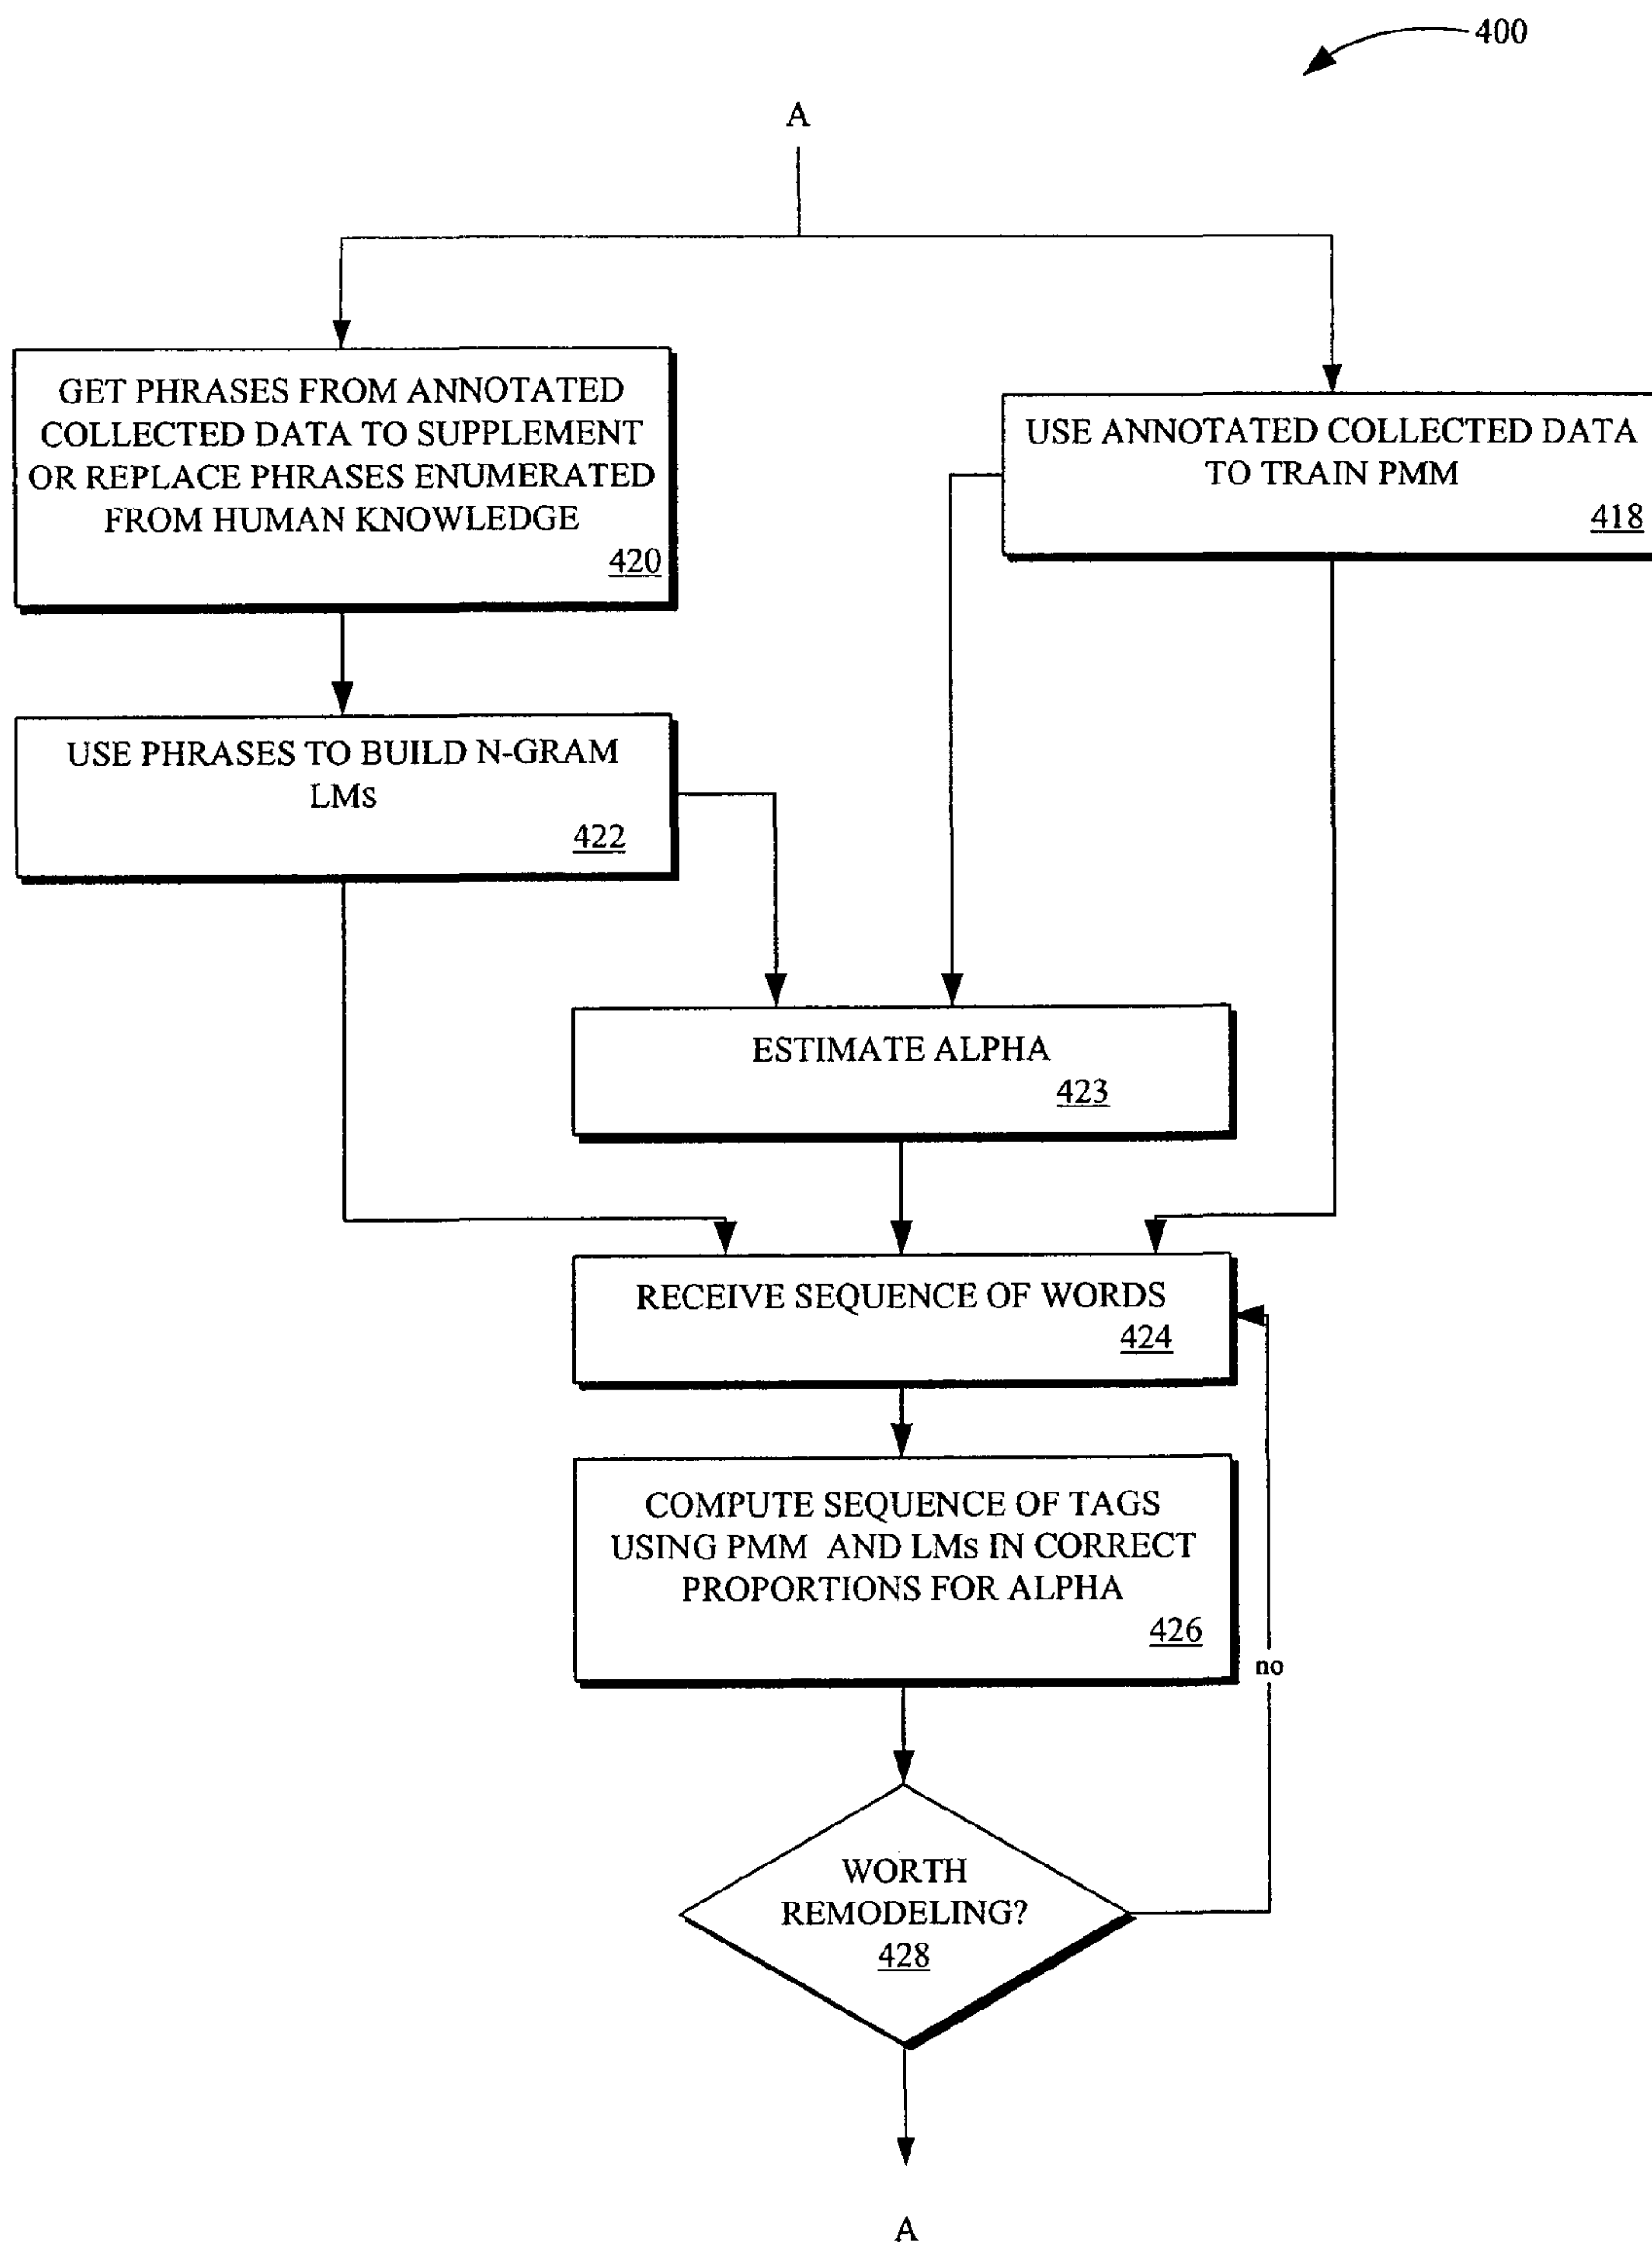 400
A
GET PHRASES FROM ANNOTATED
COLLECTED DATA TO SUPPLEMENT
OR REPLACE PHRASES ENUMERATED
FROM HUMAN KNOWLEDGE
420
USE ANNOTATED COLLECTED DATA
TO TRAIN PMM
418
USE PHRASES TO BUILD N-GRAM
LMs
422
ESTIMATE ALPHA
423
RECEIVE SEQUENCE OF WORDS
424
COMPUTE SEQUENCE OF TAGS
USING PMM AND LMs IN CORRECT
PROPORTIONS FOR ALPHA
426
no
WORTH
REMODELING?
428
A